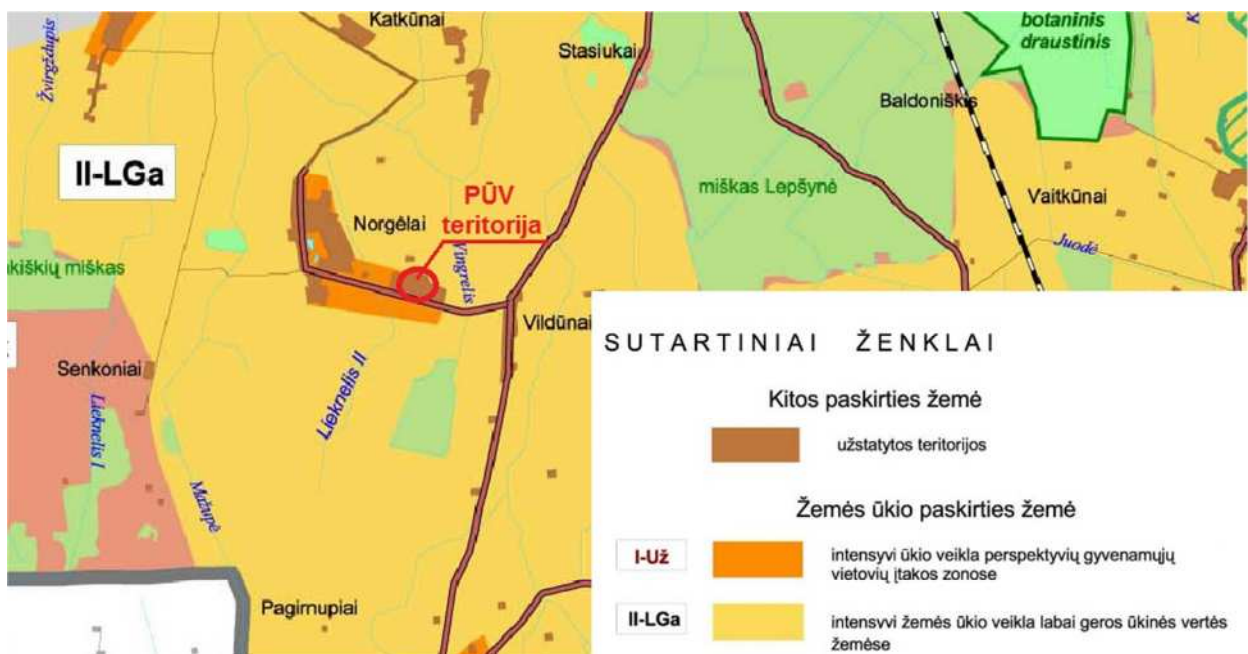 Katkūnai
Žvirgždupis
Stasiukai
botaninis
draustinis
Baldoniškis
II-LGa
PŪV
teritorija
Norgėlai
Vingrelis
miškas Lepšynė
Vaitkūnai
Juodė
kiškių miškas
Vildūnai
Senkoniai
Lieknelis II
Lieknelis I
Mažupė
Pagirnupiai
SUTARTINIAI ŽENKLAI
Kitos paskirties žemė
užstatytos teritorijos
Žemės ūkio paskirties žemė
I-Už
intensyvi ūkio veikla perspektyvių gyvenamųjų
vietovių įtakos zonose
II-LGa
intensyvi žemės ūkio veikla labai geros ūkinės vertės
žemėse